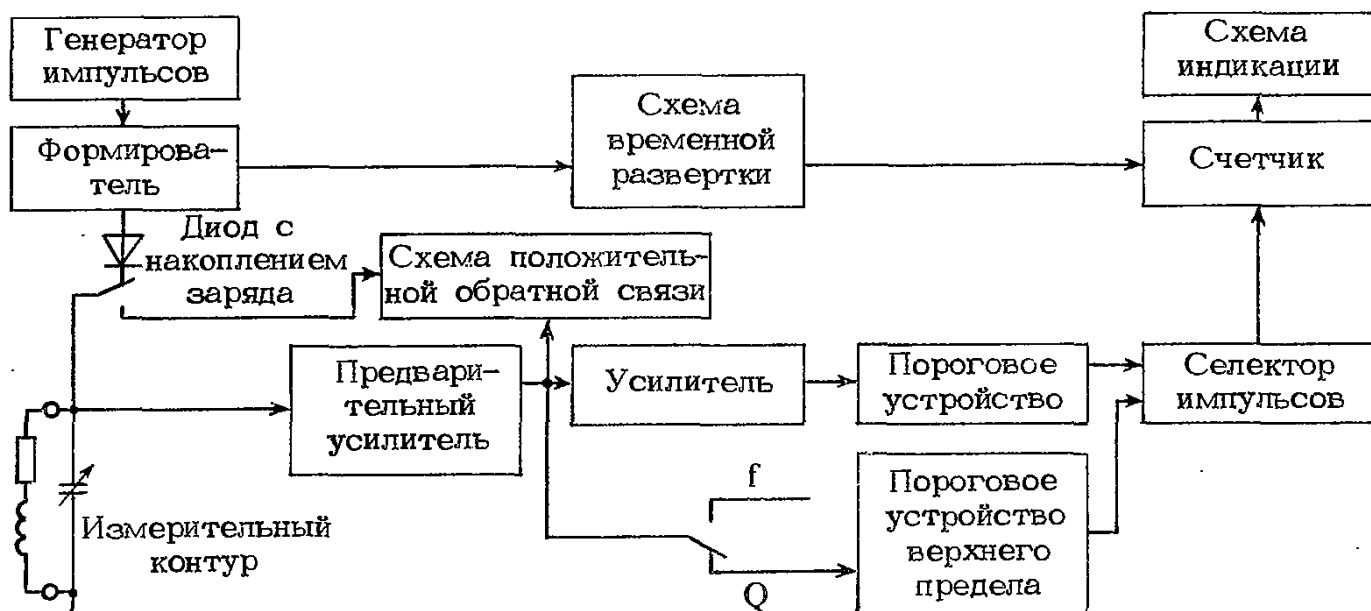 Генератор
импульсов
Формирова-
тель
Диод с
накоплением
заряда
Схема
временной
развертки
Схема
индикации
Счетчик
Схема положитель-
ной обратной связи
Предвари-
тельный
усилитель
Усилитель
Пороговое
устройство
Селектор
импульсов
f
Q
Пороговое
устройство
верхнего
предела
Измерительный
контур